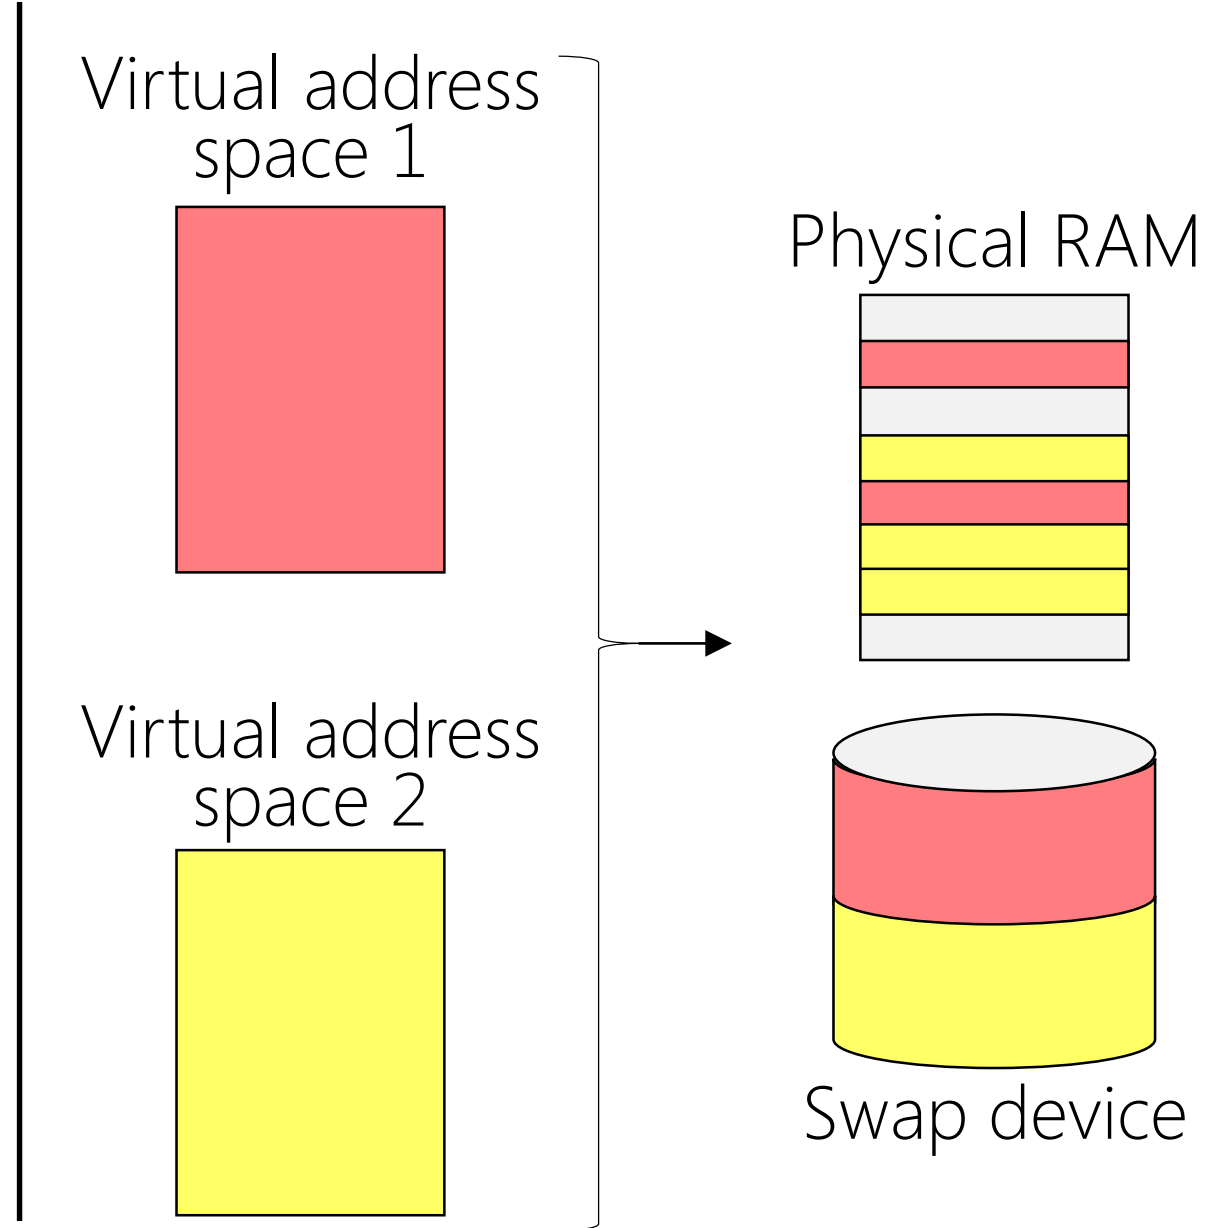 Virtual address
space 1
Physical RAM
Virtual address
space 2
Swap device